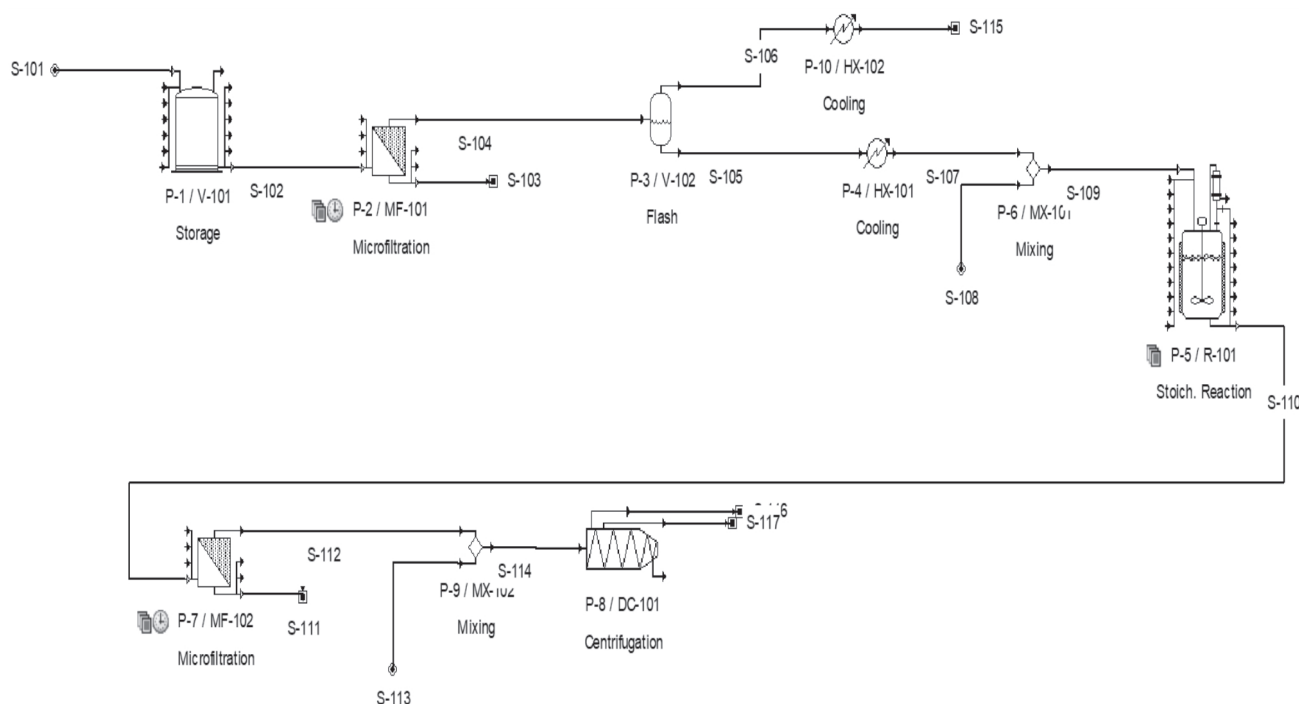 S-115
S-106
P-10 / HX-102
Cooling
S-101
S-104
S-103
P-1 / V-101
S-102
Storage
P-2 / MF-101
Microfiltration
P-3 / V-102
S-105
Flash
P-4 / HX-101
S-107
Cooling
S-109
P-6 / MX-101
Mixing
S-108
P-5 / R-101
Stoich. Reaction
S-110
S-117
S-112
S-114
P-9 / MX-102
Mixing
P-8 / DC-101
Centrifugation
P-7 / MF-102
S-111
Microfiltration
S-113